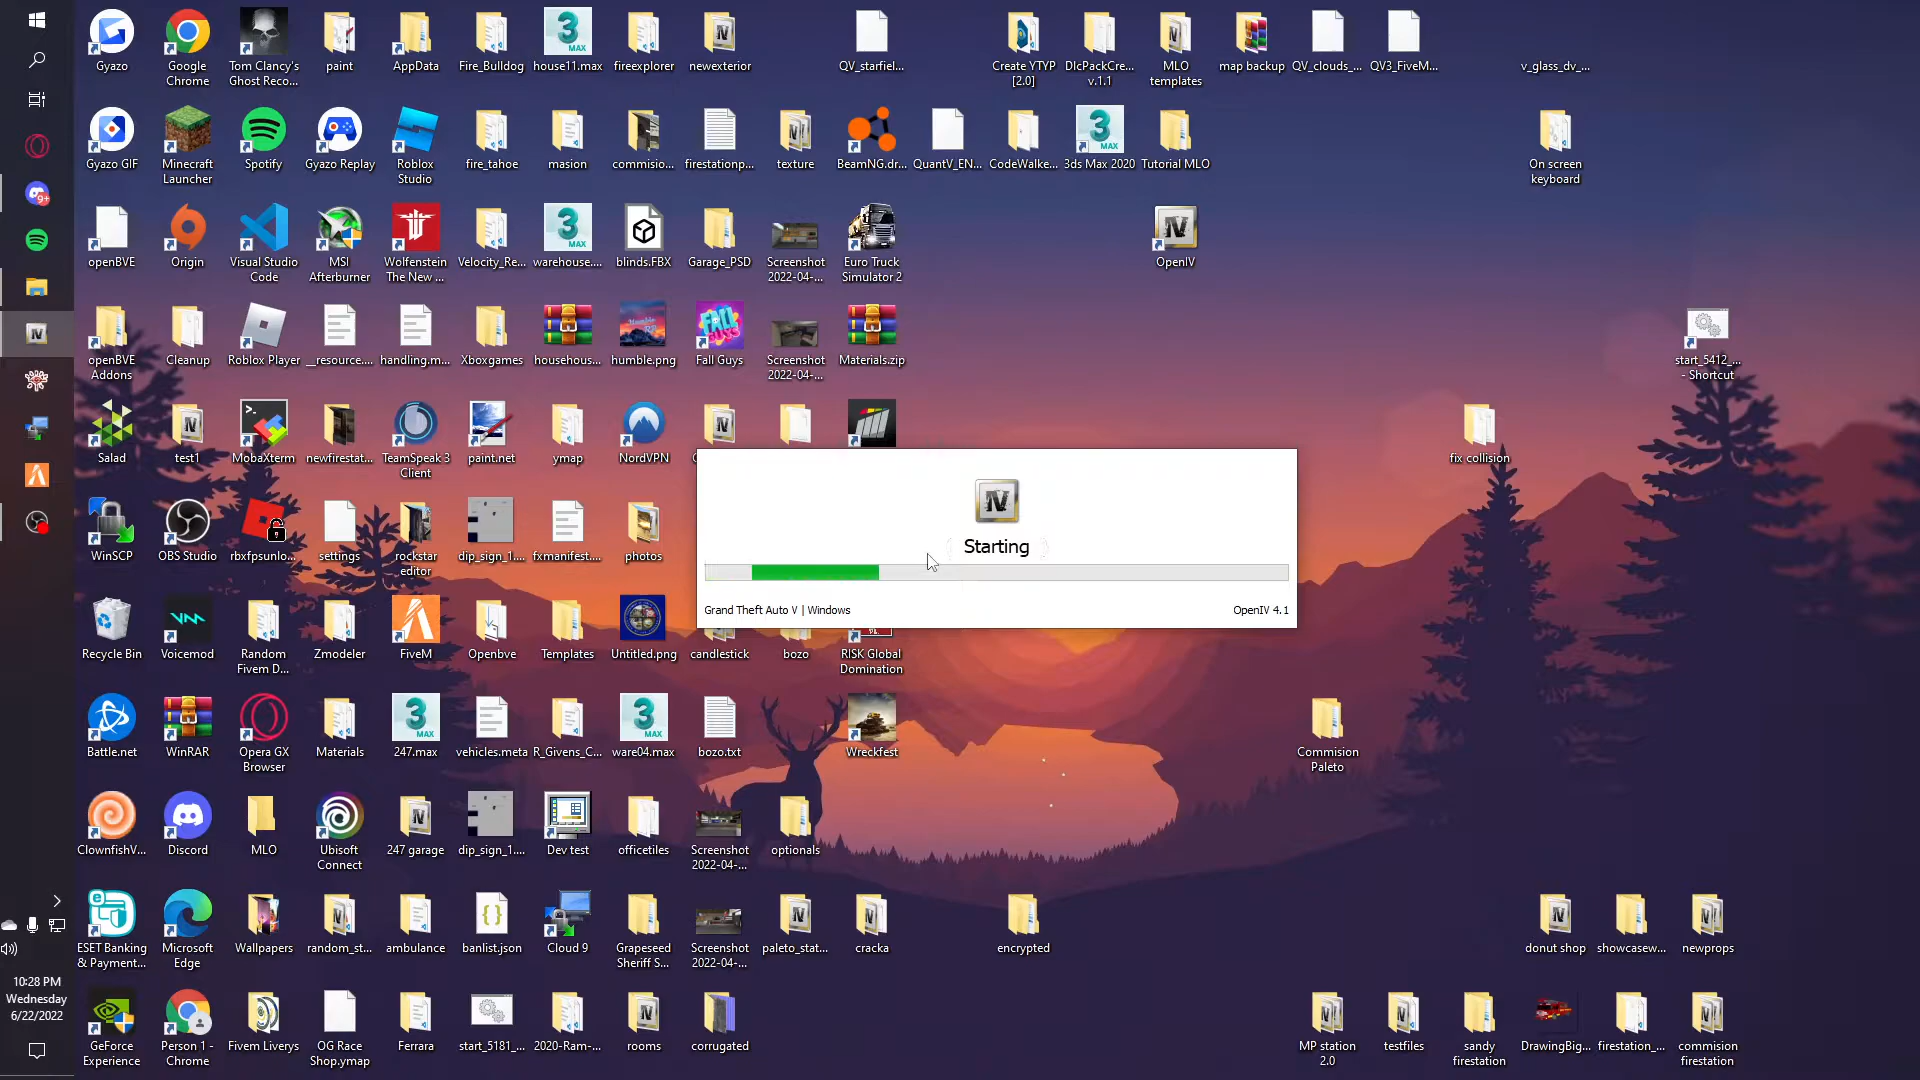 Gyazo
Google
Chrome
Tom Clancy's
Ghost Reco...
paint
AppData
Fire_Bulldog
house11.max
fireexplorer
newexterior
QV_starfiel...
Create YTYP
[2.0]
DlcPackCre...
v.1.1
MLO
templates
map backup
QV_clouds_...
QV3_FiveM...
v_glass_dv_...
Gyazo GIF
Minecraft
Launcher
Spotify
Gyazo Replay
Roblox
Studio
fire_tahoe
masion
commisio...
firestationp...
texture
BeamNG.dr...
QuantV_EN...
CodeWalke...
3ds Max 2020
Tutorial MLO
On screen
keyboard
openBVE
Origin
Visual Studio
Code
MSI
Afterburner
Wolfenstein
The New ...
Velocity_Re...
warehouse....
blinds.FBX
Garage_PSD
Screenshot
2022-04-...
Euro Truck
Simulator 2
OpenIV
openBVE
Addons
Cleanup
Roblox Player
__resource....
handling.m...
Xboxgames
househous...
humble.png
Fall Guys
Screenshot
2022-04-...
Materials.zip
start_5412_...
- Shortcut
Salad
test1
MobaXterm
newfirestat...
TeamSpeak 3
Client
paint.net
ymap
NordVPN
fix collision
WinSCP
OBS Studio
rbxfpsunlo...
settings
rockstar
editor
dip_sign_1....
fxmanifest....
photos
Starting
Grand Theft Auto V | Windows
OpenIV 4.1
Recycle Bin
Voicemod
Random
Fivem D...
Zmodeler
FiveM
Openbve
Templates
Untitled.png
candlestick
bozo
RISK Global
Domination
Battle.net
WinRAR
Opera GX
Browser
Materials
247.max
vehicles.meta
R_Givens_C...
ware04.max
bozo.txt
Wreckfest
Commision
Paleto
ClownfishV...
Discord
MLO
Ubisoft
Connect
247 garage
dip_sign_1....
Dev test
officetiles
Screenshot
2022-04-...
optionals
ESET Banking
& Payment...
Microsoft
Edge
Wallpapers
random_st...
ambulance
banlist.json
Cloud 9
Grapeseed
Sheriff S...
Screenshot
2022-04-...
paleto_stat...
cracka
encrypted
donut shop
showcasew...
newprops
10:28 PM
Wednesday
6/22/2022
GeForce
Experience
Person 1 -
Chrome
Fivem Liverys
OG Race
Shop.ymap
Ferrara
start_5181_...
2020-Ram-...
rooms
corrugated
MP station
2.0
testfiles
sandy
firestation
DrawingBig...
firestation_...
commision
firestation